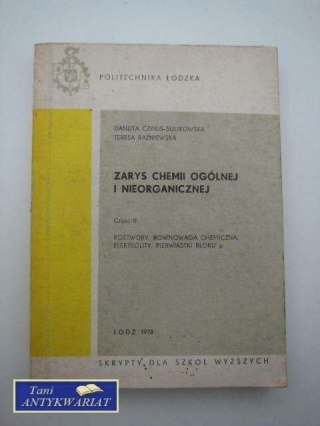 POLITECHNIKA ŁÓDZKA
DANUTA CZAKIS-SULIKOWSKA
TERESA RAŹNIEWSKA
ZARYS CHEMII OGÓLNEJ
I NIEORGANICZNEJ
Część II
ROZTWORY, RÓWNOWAGA CHEMICZNA,
ELEKTROLITY, PIERWIASTKI BLOKU p
ŁÓDŹ 1978
SKRYPTY DLA SZKÓŁ WYŻSZYCH
Tani
ANTYKWARIAT